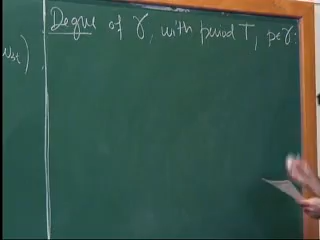 Degree of γ, with period T, p∈γ: